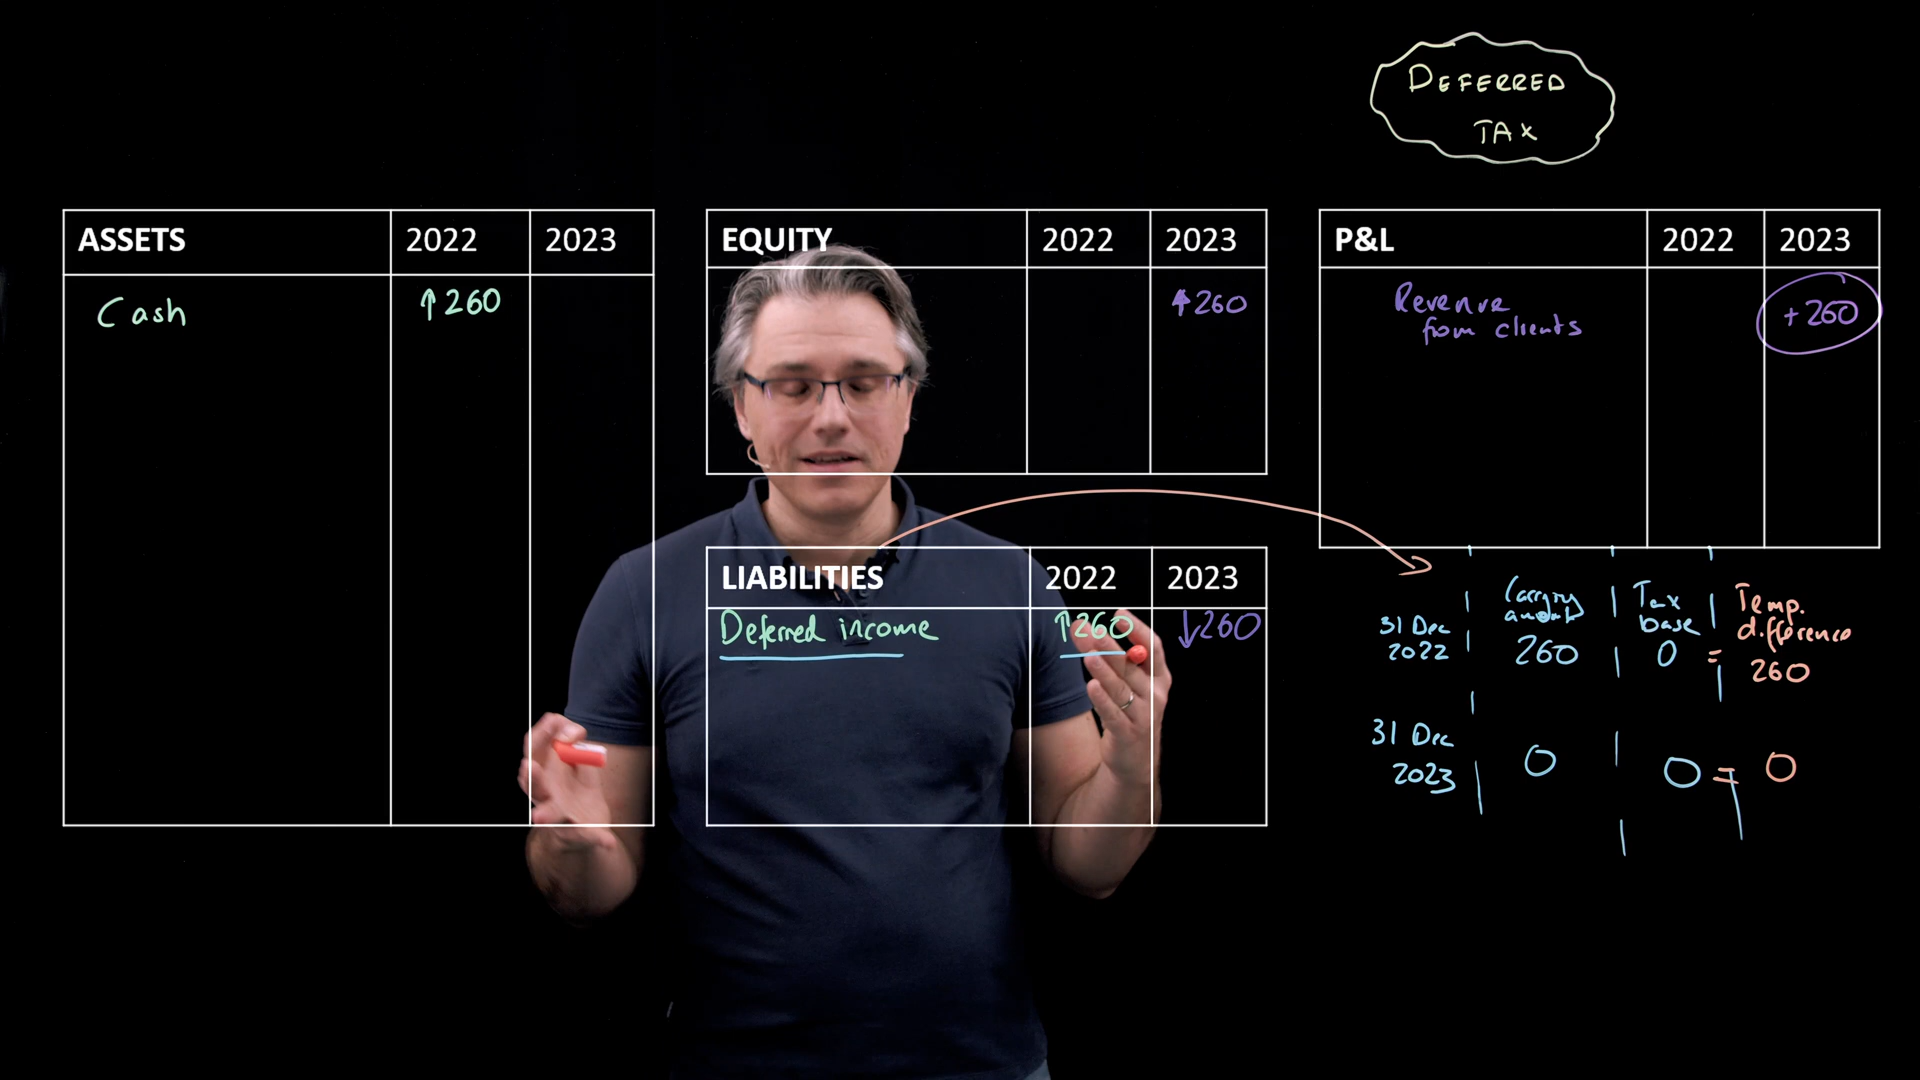 DEFERRED
TAX
ASSETS 2022 2023
Cash ↑260
EQUITY 2022 2023
↑260
P&L 2022 2023
Revenue
from clients +260
LIABILITIES 2022 2023
Deferred income ↑260 ↓260
Carrying
amount
Tax
base
Temp.
difference
31 Dec
2022 260 0 = 260
31 Dec
2023 0 0 = 0